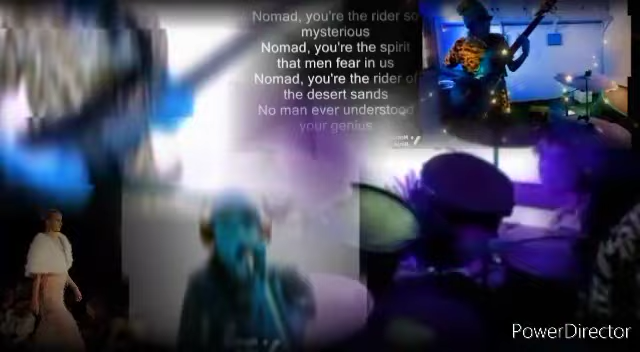 Nomad, you're the rider so
mysterious
Nomad, you're the spirit
that men fear in us
Nomad, you're the rider of
the desert sands
No man ever understood
your genius
PowerDirector